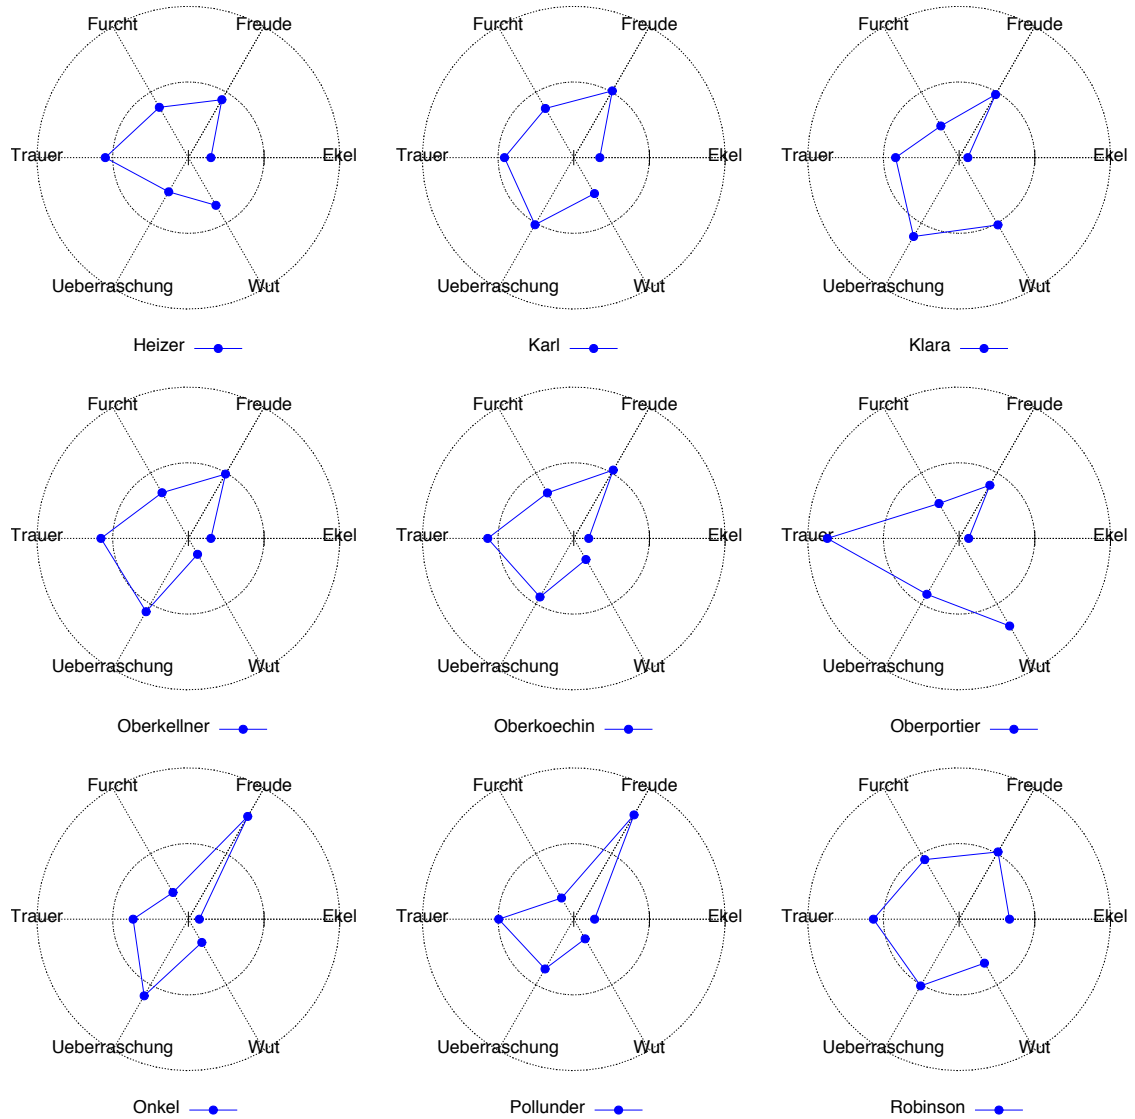 Furcht Freude Furcht Freude Furcht Freude
Trauer Ekel Trauer Ekel Trauer Ekel
Ueberraschung Wut Ueberraschung Wut Ueberraschung Wut
Heizer Karl Klara
Furcht Freude Furcht Freude Furcht Freude
Trauer Ekel Trauer Ekel Trauer Ekel
Ueberraschung Wut Ueberraschung Wut Ueberraschung Wut
Oberkellner Oberkoechin Oberportier
Furcht Freude Furcht Freude Furcht Freude
Trauer Ekel Trauer Ekel Trauer Ekel
Ueberraschung Wut Ueberraschung Wut Ueberraschung Wut
Onkel Pollunder Robinson